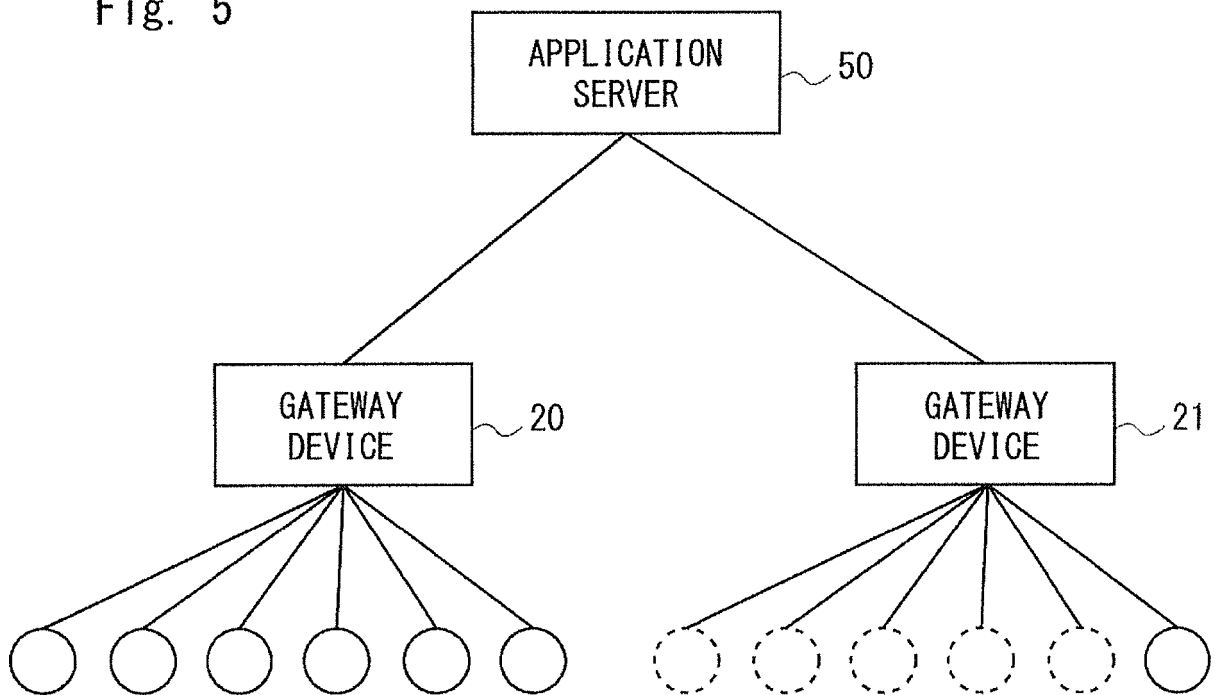 Fig. 5
APPLICATION
SERVER
50
GATEWAY
DEVICE
20
GATEWAY
DEVICE
21